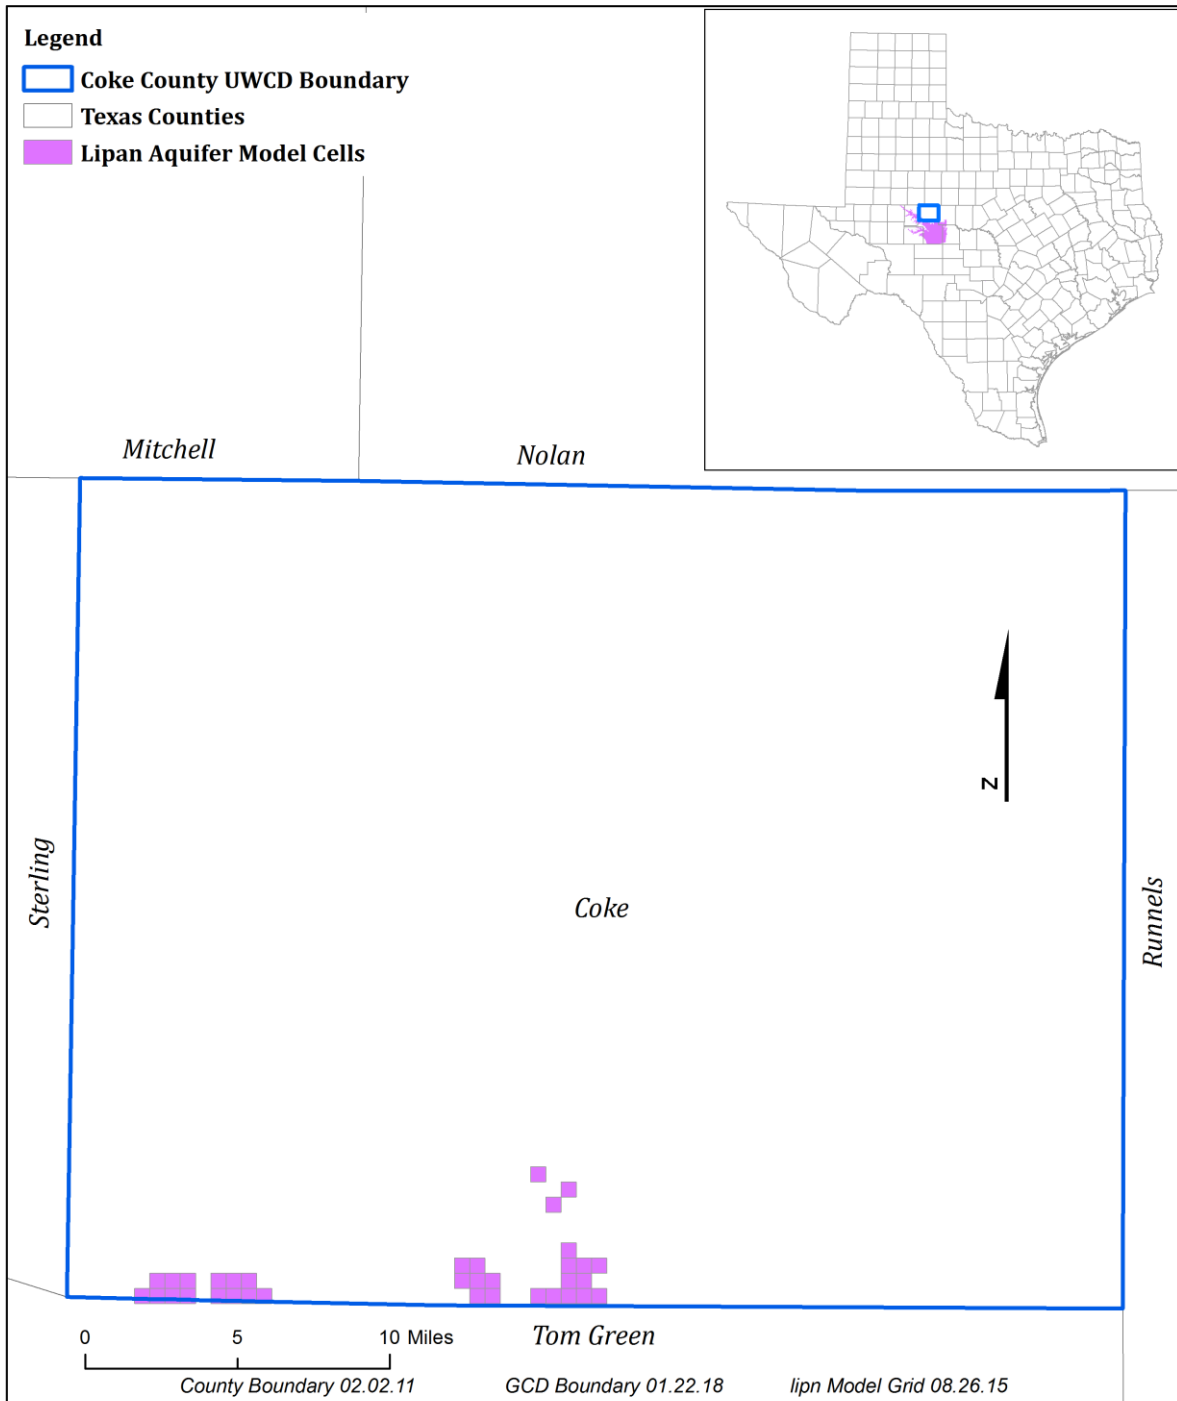 Legend
Coke County UWCD Boundary
Texas Counties
Lipan Aquifer Model Cells
Mitchell
Nolan
N
Sterling
Coke
Runnels
0 5 10 Miles
Tom Green
County Boundary 02.02.11 GCD Boundary 01.22.18 lipn Model Grid 08.26.15